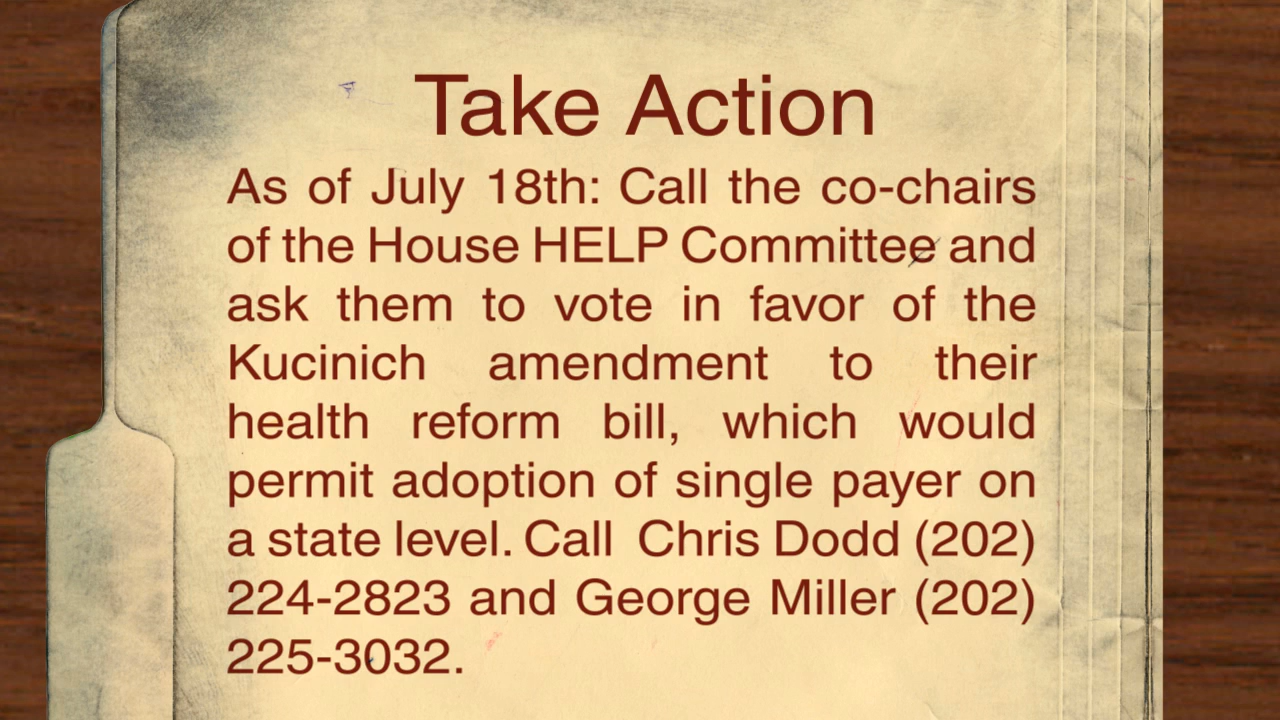 Take Action
As of July 18th: Call the co-chairs
of the House HELP Committee and
ask them to vote in favor of the
Kucinich amendment to their
health reform bill, which would
permit adoption of single payer on
a state level. Call Chris Dodd (202)
224-2823 and George Miller (202)
225-3032.